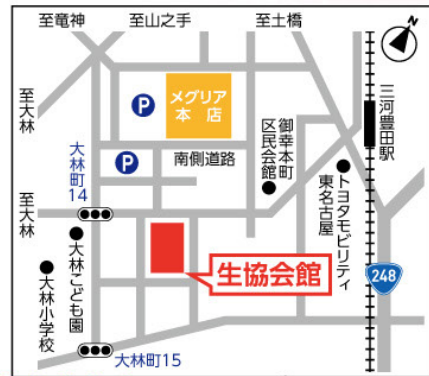 至竜神
至山之手
至土橋
至大林
P
メグリア
本　店
御幸本町
区民会館
三河豊田駅
大林町
14
P
南側道路
トヨタモビリティ
東名古屋
至大林
大林こども園
大林小学校
生協会館
248
大林町15